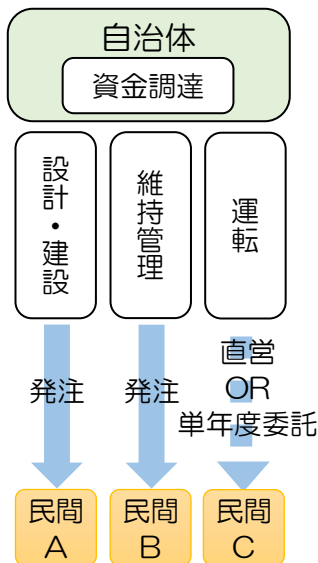 自治体
資金調達
設計・建設
維持管理
運転
発注
発注
直営
OR
単年度委託
民間
A
民間
B
民間
C